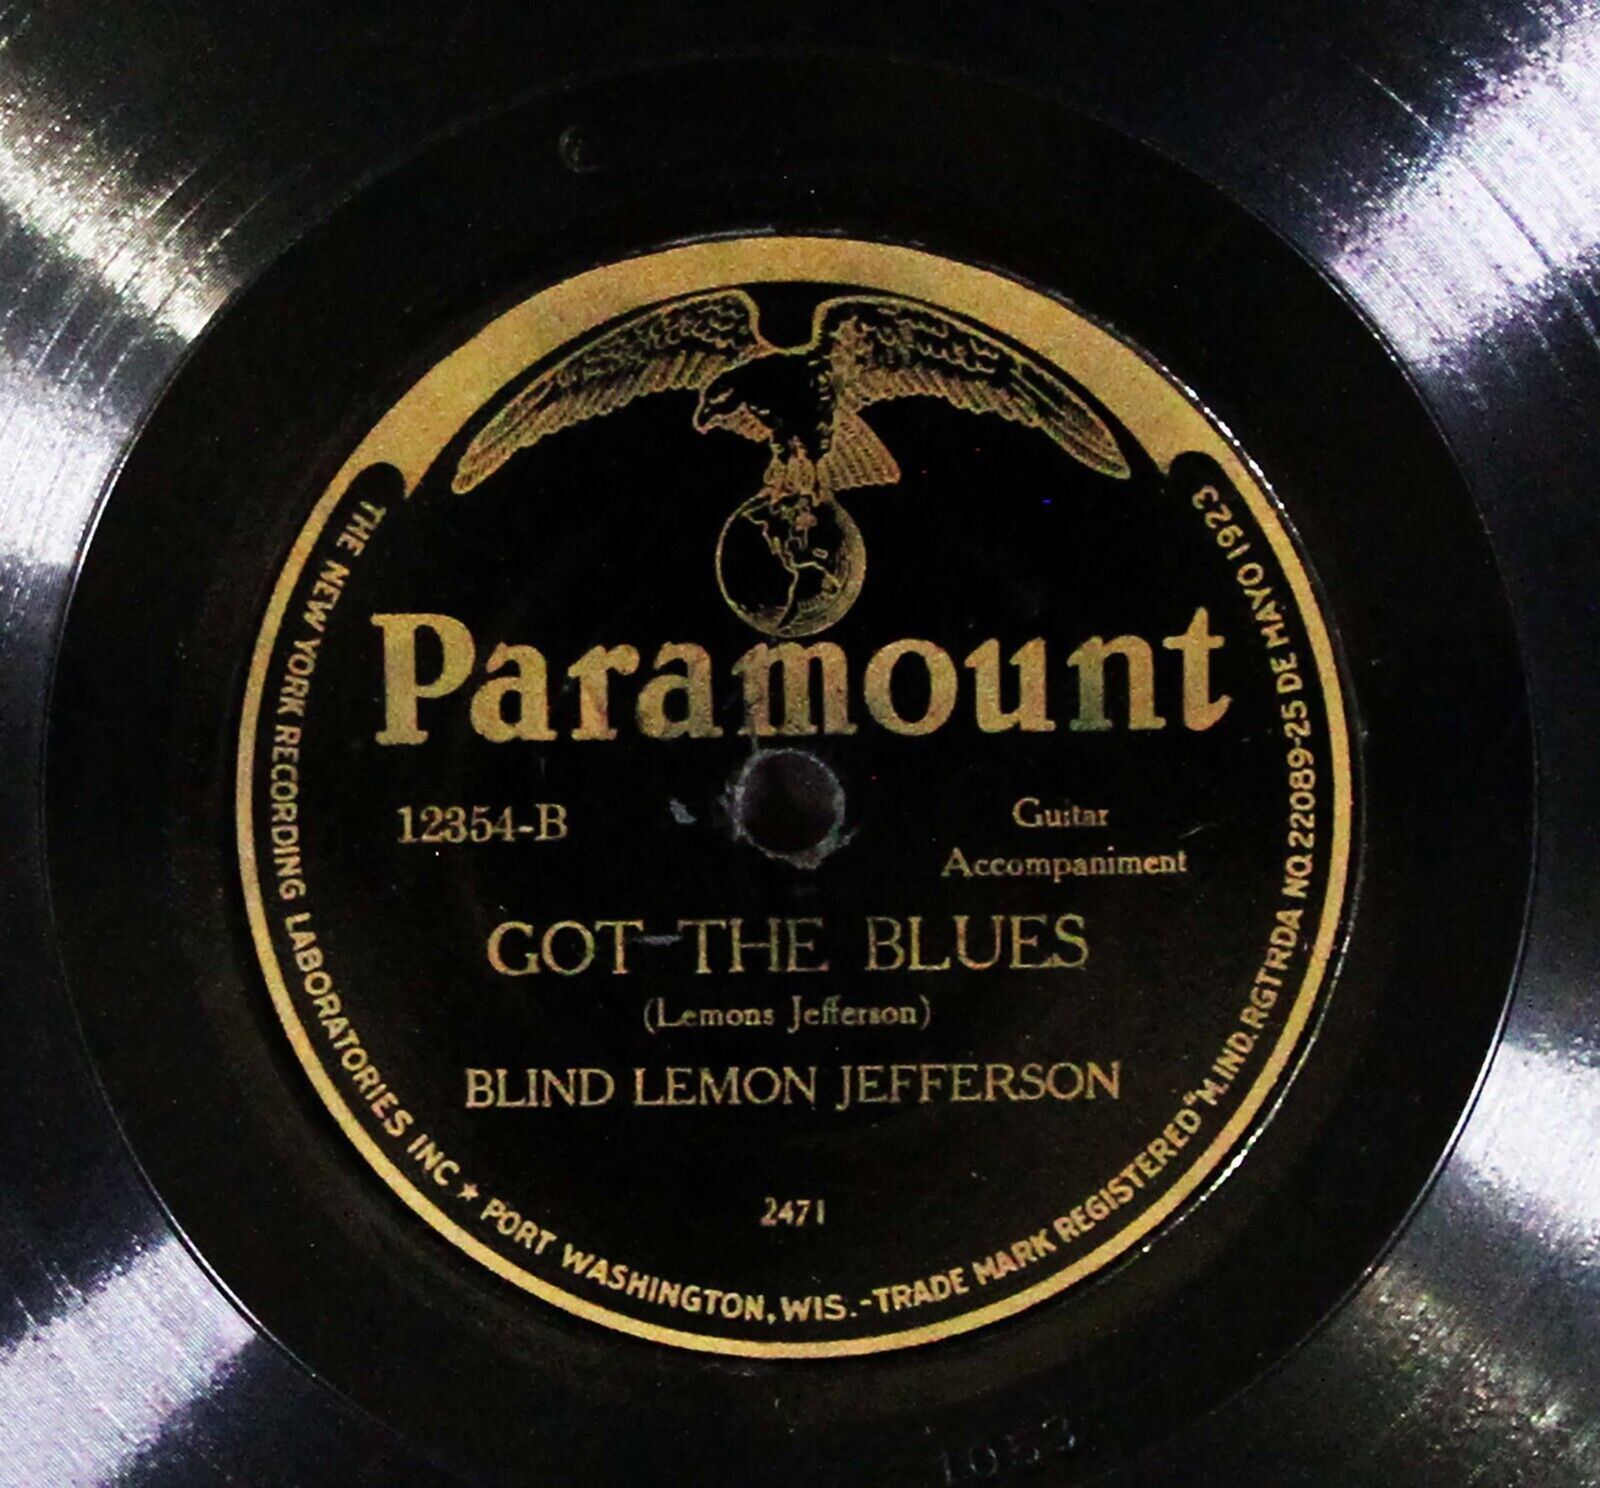 Paramount
12354-B
Guitar
Accompaniment
GOT THE BLUES
(Lemons Jefferson)
BLIND LEMON JEFFERSON
2471
THE NEW YORK RECORDING LABORATORIES INC ★ PORT WASHINGTON, WIS.-TRADE MARK REGISTERED "M.IND.RGTRDA NO.22089-25 DE MAYO 1923